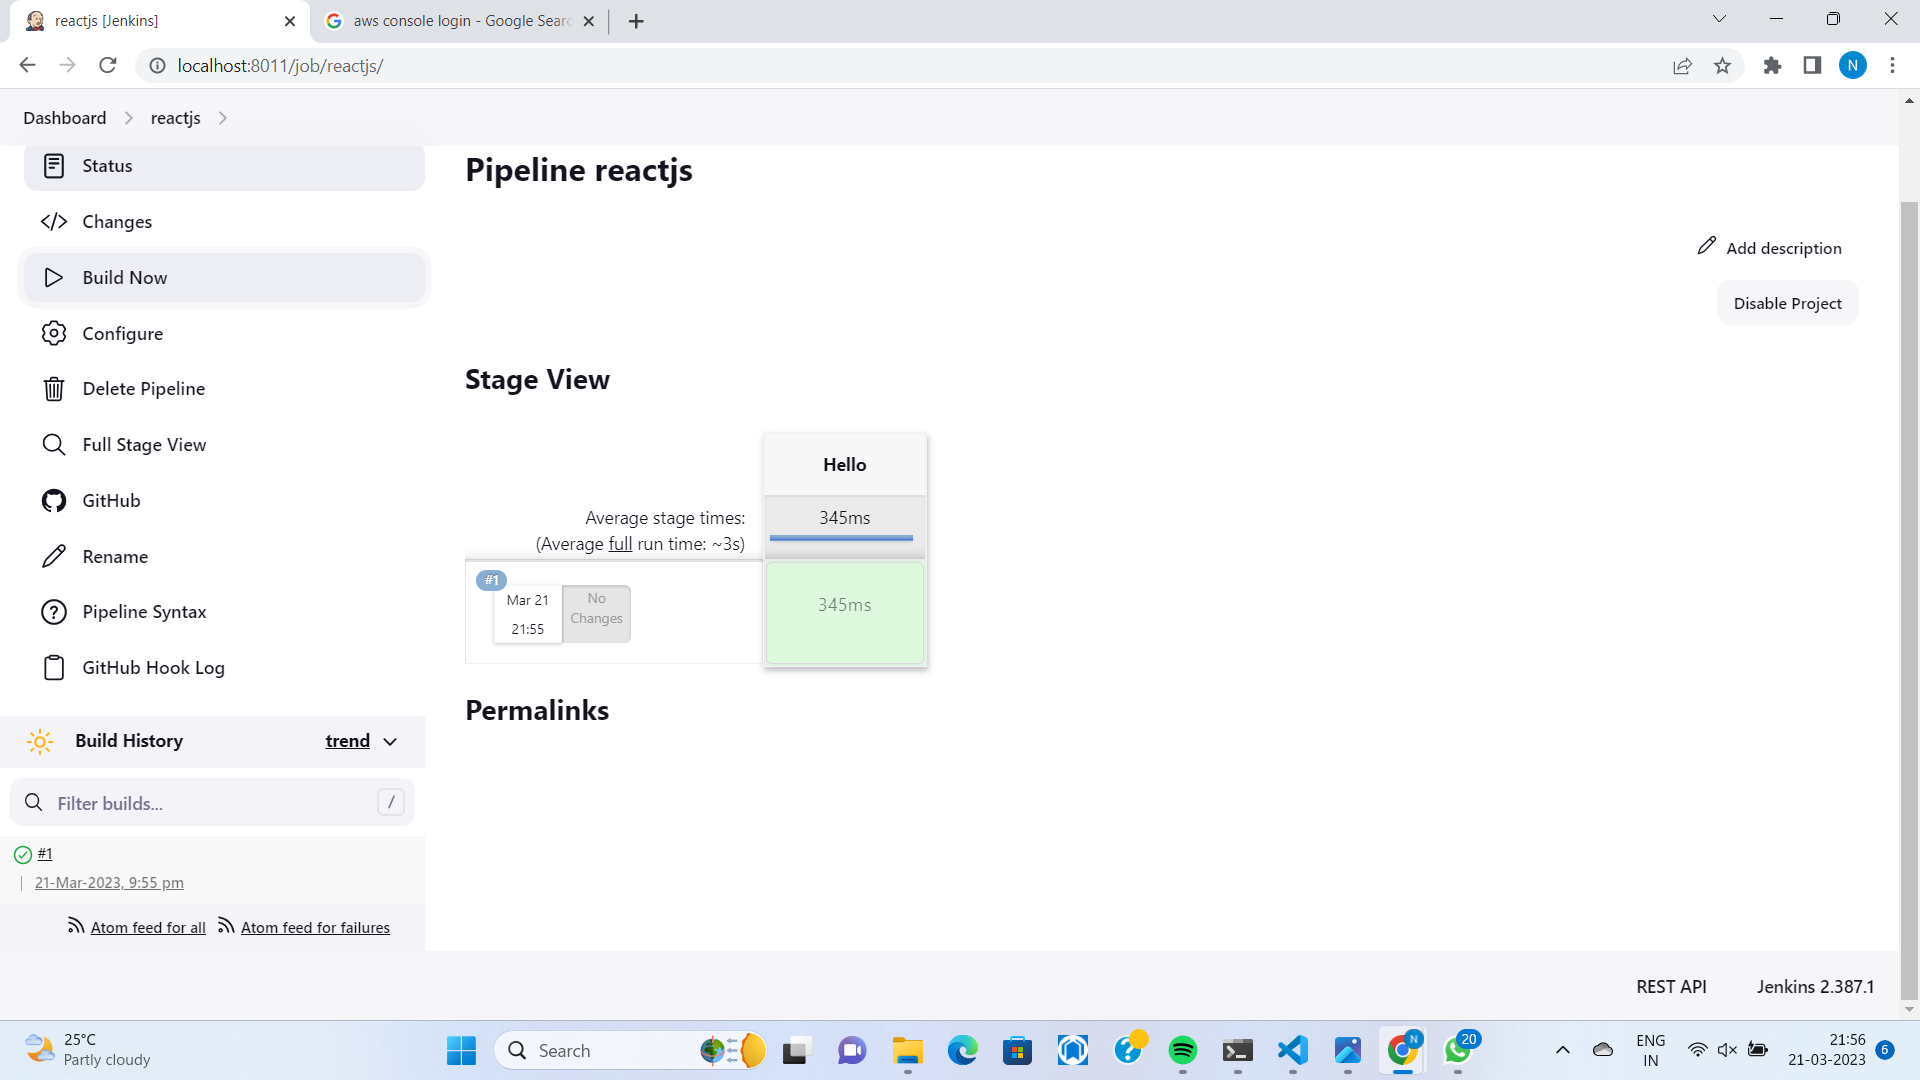 reactjs [Jenkins]
aws console login - Google Searc
localhost:8011/job/reactjs/
N
Dashboard
reactjs
Status
Changes
Build Now
Configure
Delete Pipeline
Full Stage View
GitHub
Rename
Pipeline Syntax
GitHub Hook Log
Build History
trend
Filter builds...
/
#1
21-Mar-2023, 9:55 pm
Atom feed for all
Atom feed for failures
Pipeline reactjs
Add description
Disable Project
Stage View
Hello
Average stage times:
(Average full run time: ~3s)
345ms
#1
Mar 21
21:55
No
Changes
345ms
Permalinks
REST API
Jenkins 2.387.1
25°C
Partly cloudy
Search
N
20
ENG
IN
21:56
21-03-2023
6